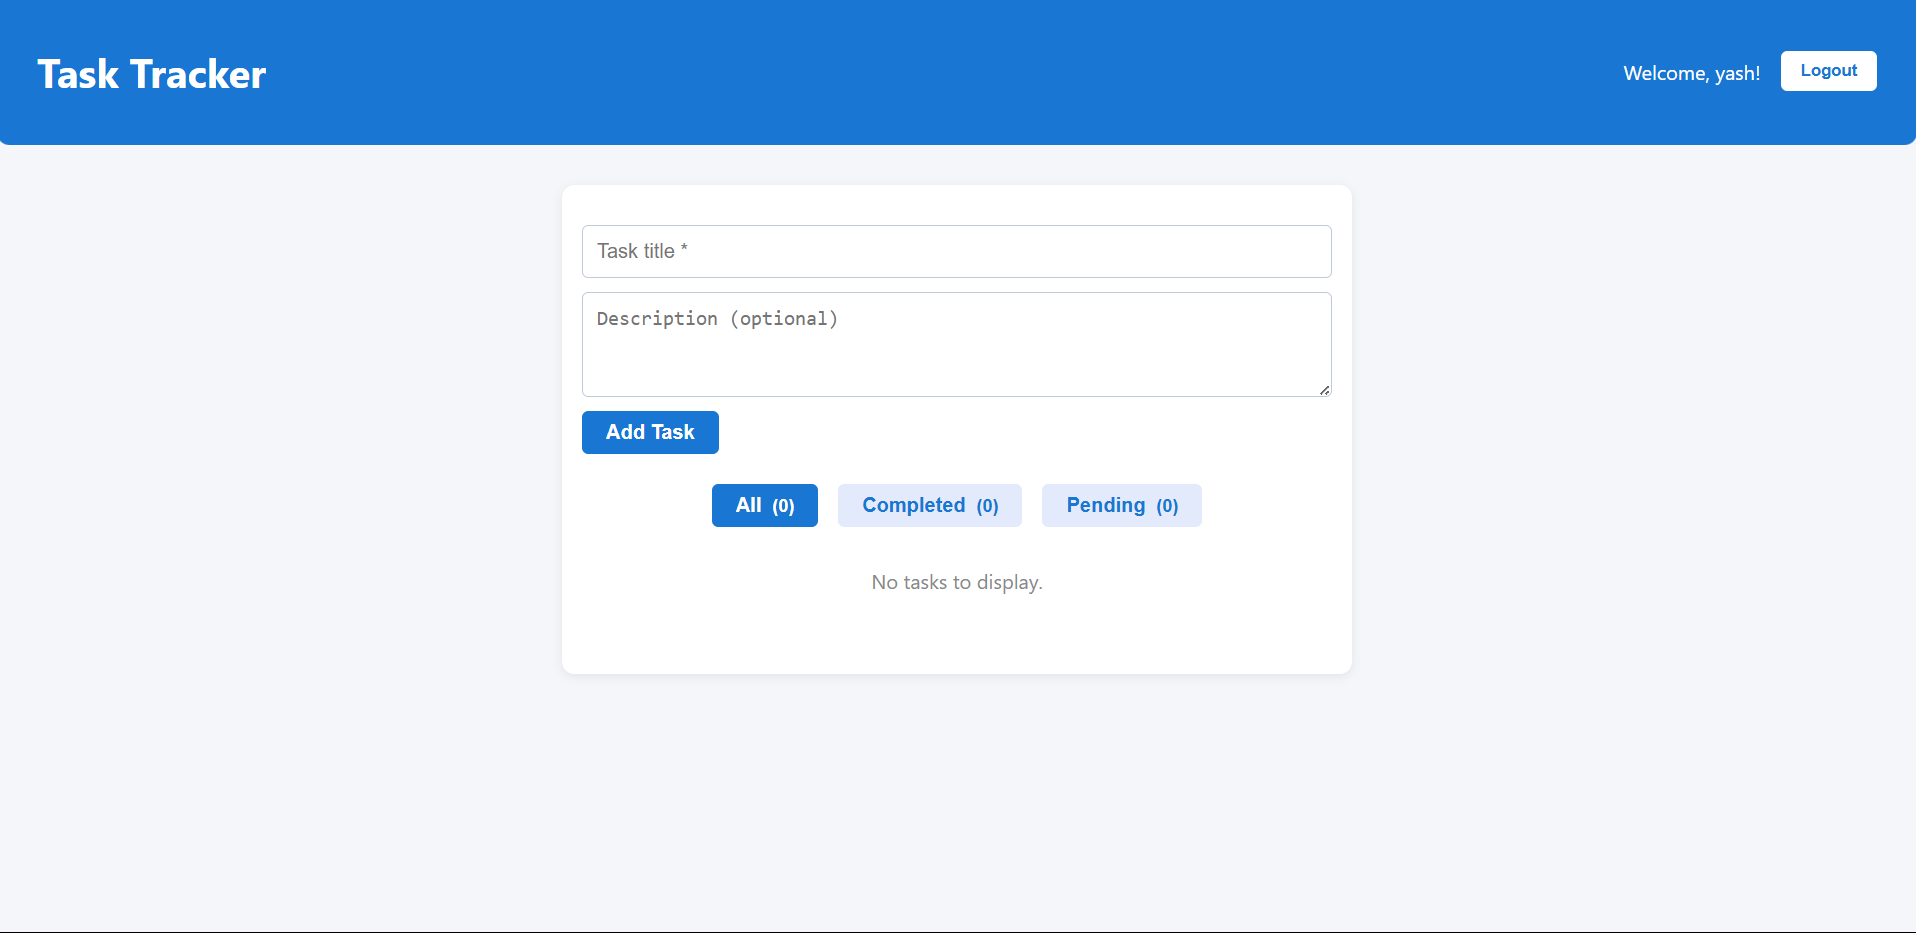 Task Tracker
Welcome, yash!
Logout
Task title *
Description (optional)
Add Task
All (0)
Completed (0)
Pending (0)
No tasks to display.